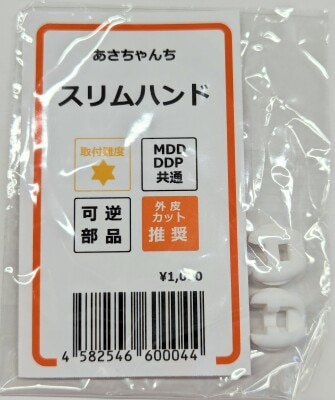 あさちゃんち
スリムハンド
取付難度
MDD
DDP
共通
可逆
部品
外皮
カット
推奨
4 582546 600044